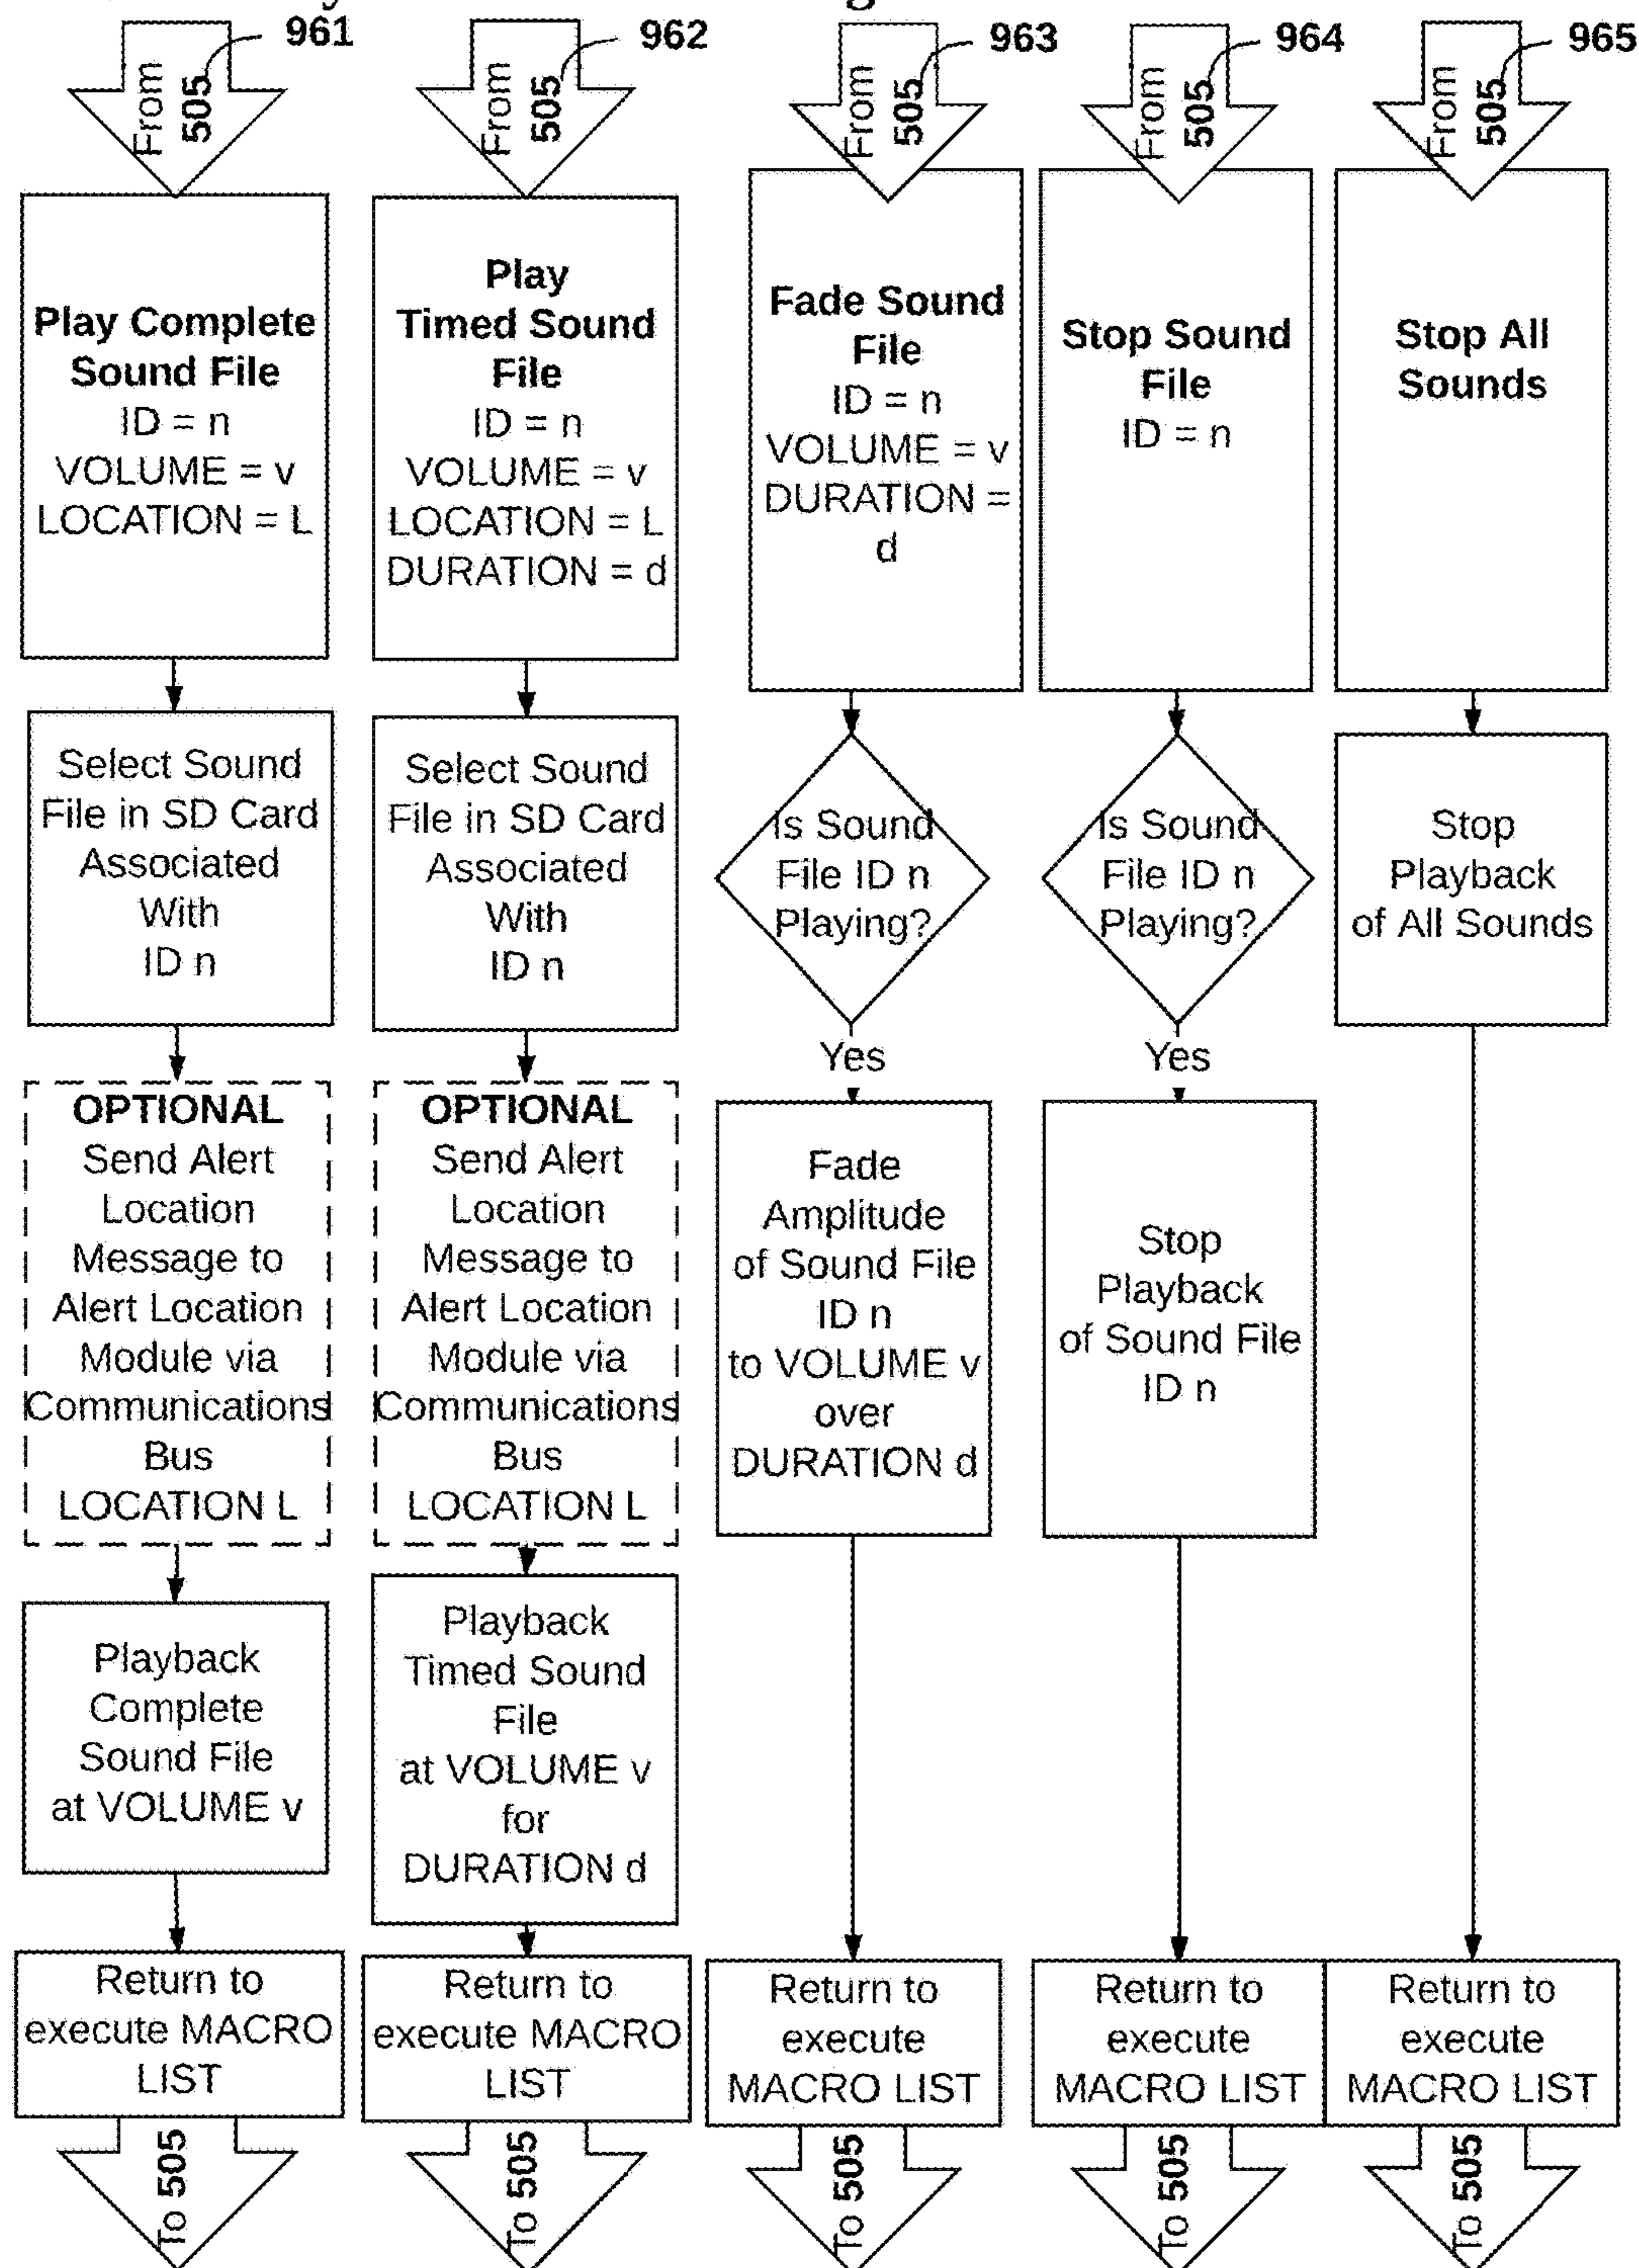 961
From
505
Play Complete
Sound File
ID = n
VOLUME = v
LOCATION = L
Select Sound
File in SD Card
Associated
With
ID n
OPTIONAL
Send Alert
Location
Message to
Alert Location
Module via
Communications
Bus
LOCATION L
Playback
Complete
Sound File
at VOLUME v
Return to
execute MACRO
LIST
To 505
962
From
505
Play
Timed Sound
File
ID = n
VOLUME = v
LOCATION = L
DURATION = d
Select Sound
File in SD Card
Associated
With
ID n
OPTIONAL
Send Alert
Location
Message to
Alert Location
Module via
Communications
Bus
LOCATION L
Playback
Timed Sound
File
at VOLUME v
for
DURATION d
Return to
execute MACRO
LIST
To 505
963
From
505
Fade Sound
File
ID = n
VOLUME = v
DURATION =
d
Is Sound
File ID n
Playing?
Yes
Fade
Amplitude
of Sound File
ID n
to VOLUME v
over
DURATION d
Return to
execute
MACRO LIST
To 505
964
From
505
Stop Sound
File
ID = n
Is Sound
File ID n
Playing?
Yes
Stop
Playback
of Sound File
ID n
Return to
execute
MACRO LIST
To 505
965
From
505
Stop All
Sounds
Stop
Playback
of All Sounds
Return to
execute
MACRO LIST
To 505